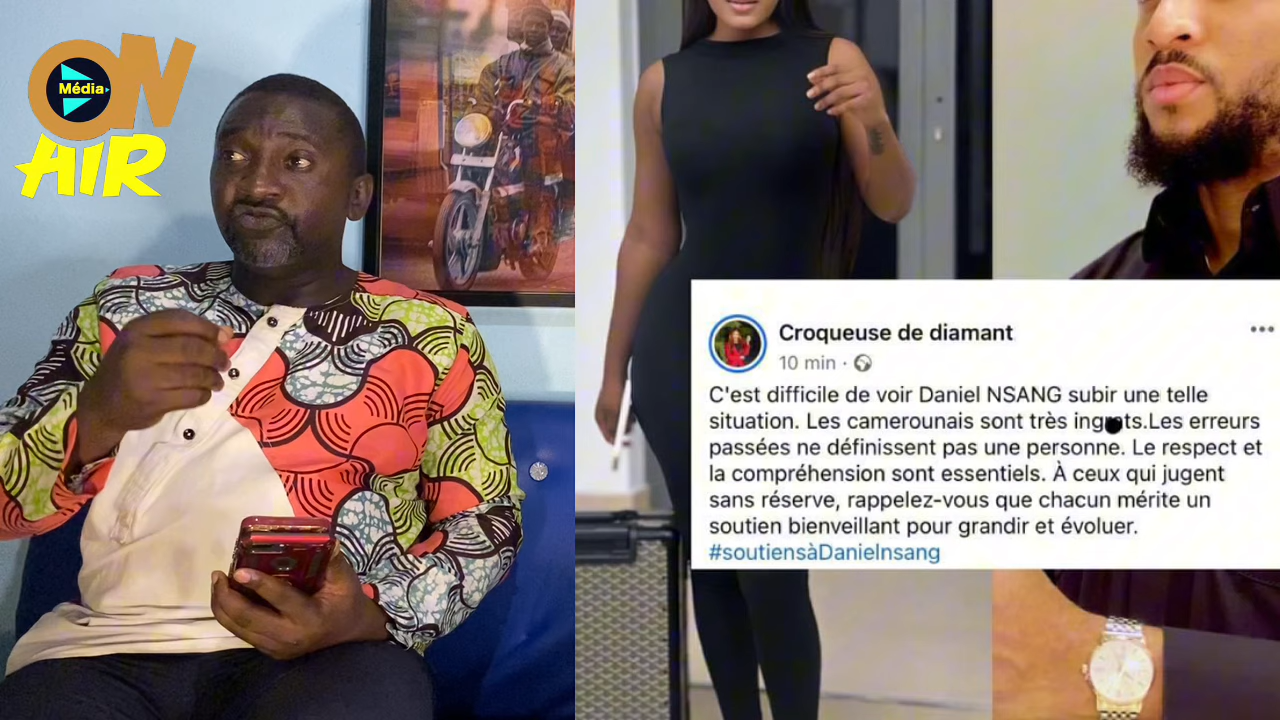 ON
Média
AIR
Croqueuse de diamant
10 min ·
C'est difficile de voir Daniel NSANG subir une telle
situation. Les camerounais sont très ingrats.Les erreurs
passées ne définissent pas une personne. Le respect et
la compréhension sont essentiels. À ceux qui jugent
sans réserve, rappelez-vous que chacun mérite un
soutien bienveillant pour grandir et évoluer.
#soutiensàDanielnsang